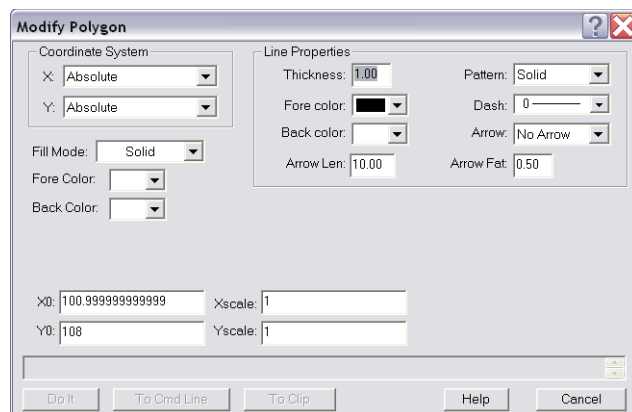 Modify Polygon
Coordinate System
X: Absolute
Y: Absolute
Line Properties
Thickness: 1.00
Pattern: Solid
Fore color:
Dash: 0
Back color:
Arrow: No Arrow
Arrow Len: 10.00
Arrow Fat: 0.50
Fill Mode: Solid
Fore Color:
Back Color:
X0: 100.999999999999
Xscale: 1
Y0: 108
Yscale: 1
Do It
To Cmd Line
To Clip
Help
Cancel